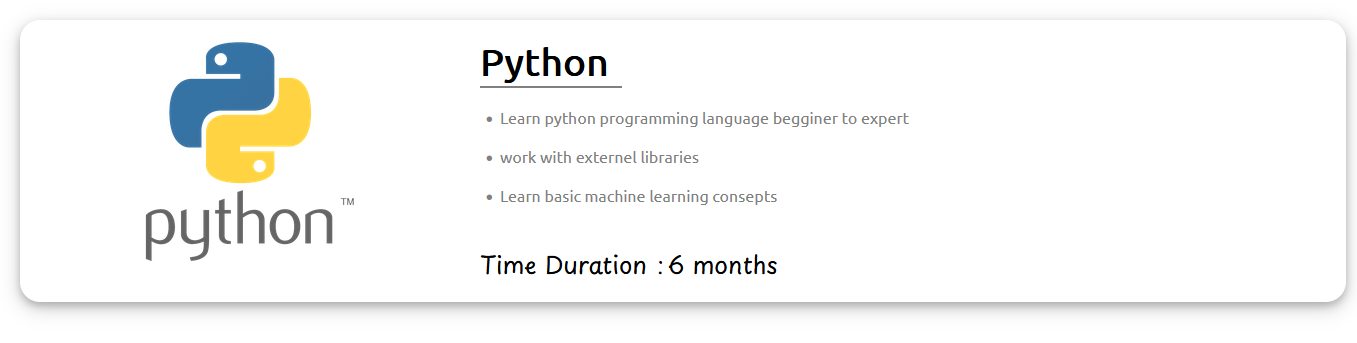 python™
Python
• Learn python programming language begginer to expert
• work with externel libraries
• Learn basic machine learning consepts
Time Duration : 6 months